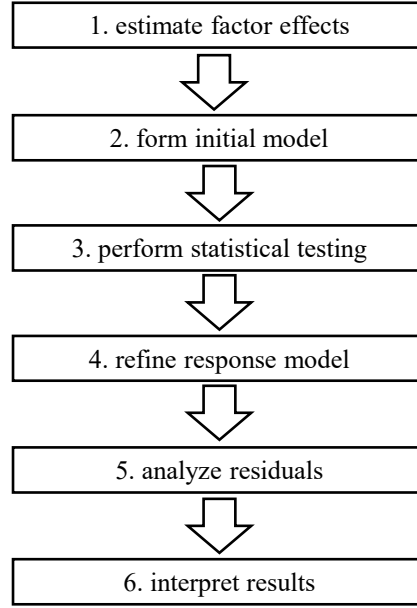 1. estimate factor effects
2. form initial model
3. perform statistical testing
4. refine response model
5. analyze residuals
6. interpret results